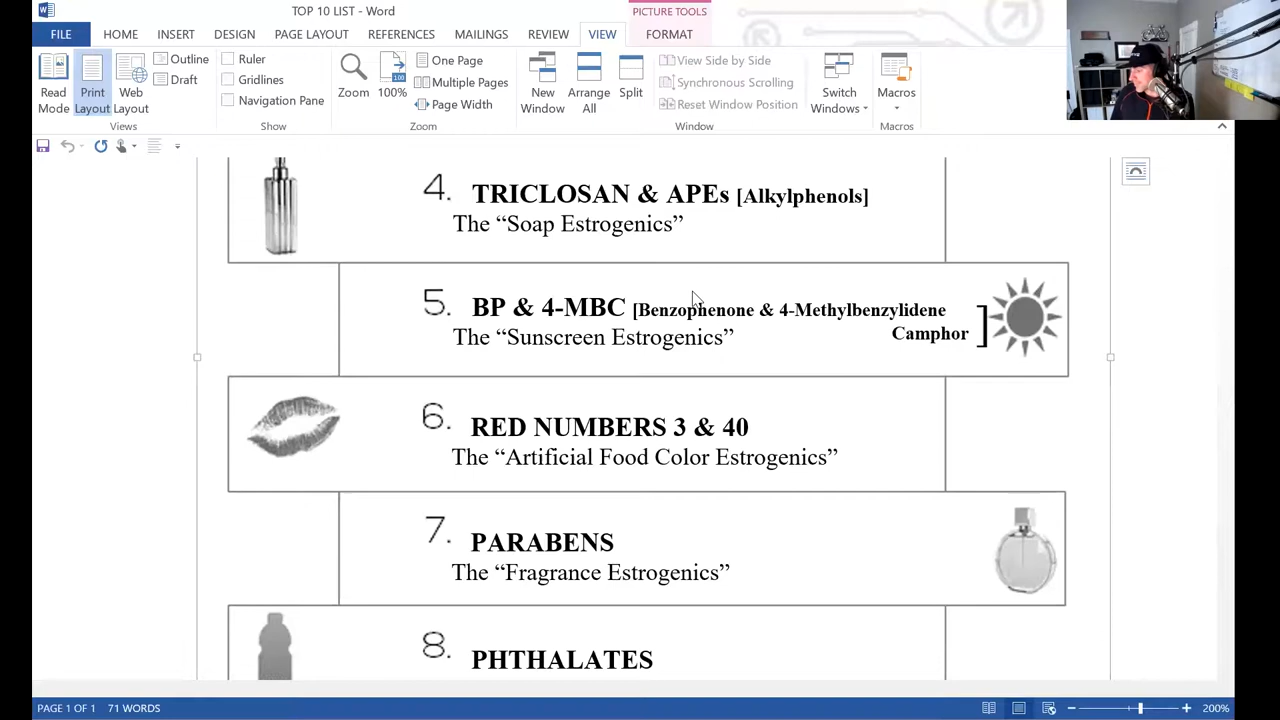 TOP 10 LIST - Word
PICTURE TOOLS
FILE HOME INSERT DESIGN PAGE LAYOUT REFERENCES MAILINGS REVIEW VIEW FORMAT
Read Mode
Print Layout
Web Layout
Outline
Draft
Views
Ruler
Gridlines
Navigation Pane
Show
Zoom
100
100%
One Page
Multiple Pages
Page Width
Zoom
New Window
Arrange All
Split
View Side by Side
Synchronous Scrolling
Reset Window Position
Window
Switch Windows
Macros
Macros
4. TRICLOSAN & APEs [Alkylphenols]
The “Soap Estrogenics”
5. BP & 4-MBC [Benzophenone & 4-Methylbenzylidene
Camphor ]
The “Sunscreen Estrogenics”
6. RED NUMBERS 3 & 40
The “Artificial Food Color Estrogenics”
7. PARABENS
The “Fragrance Estrogenics”
8. PHTHALATES
PAGE 1 OF 1 71 WORDS 200%